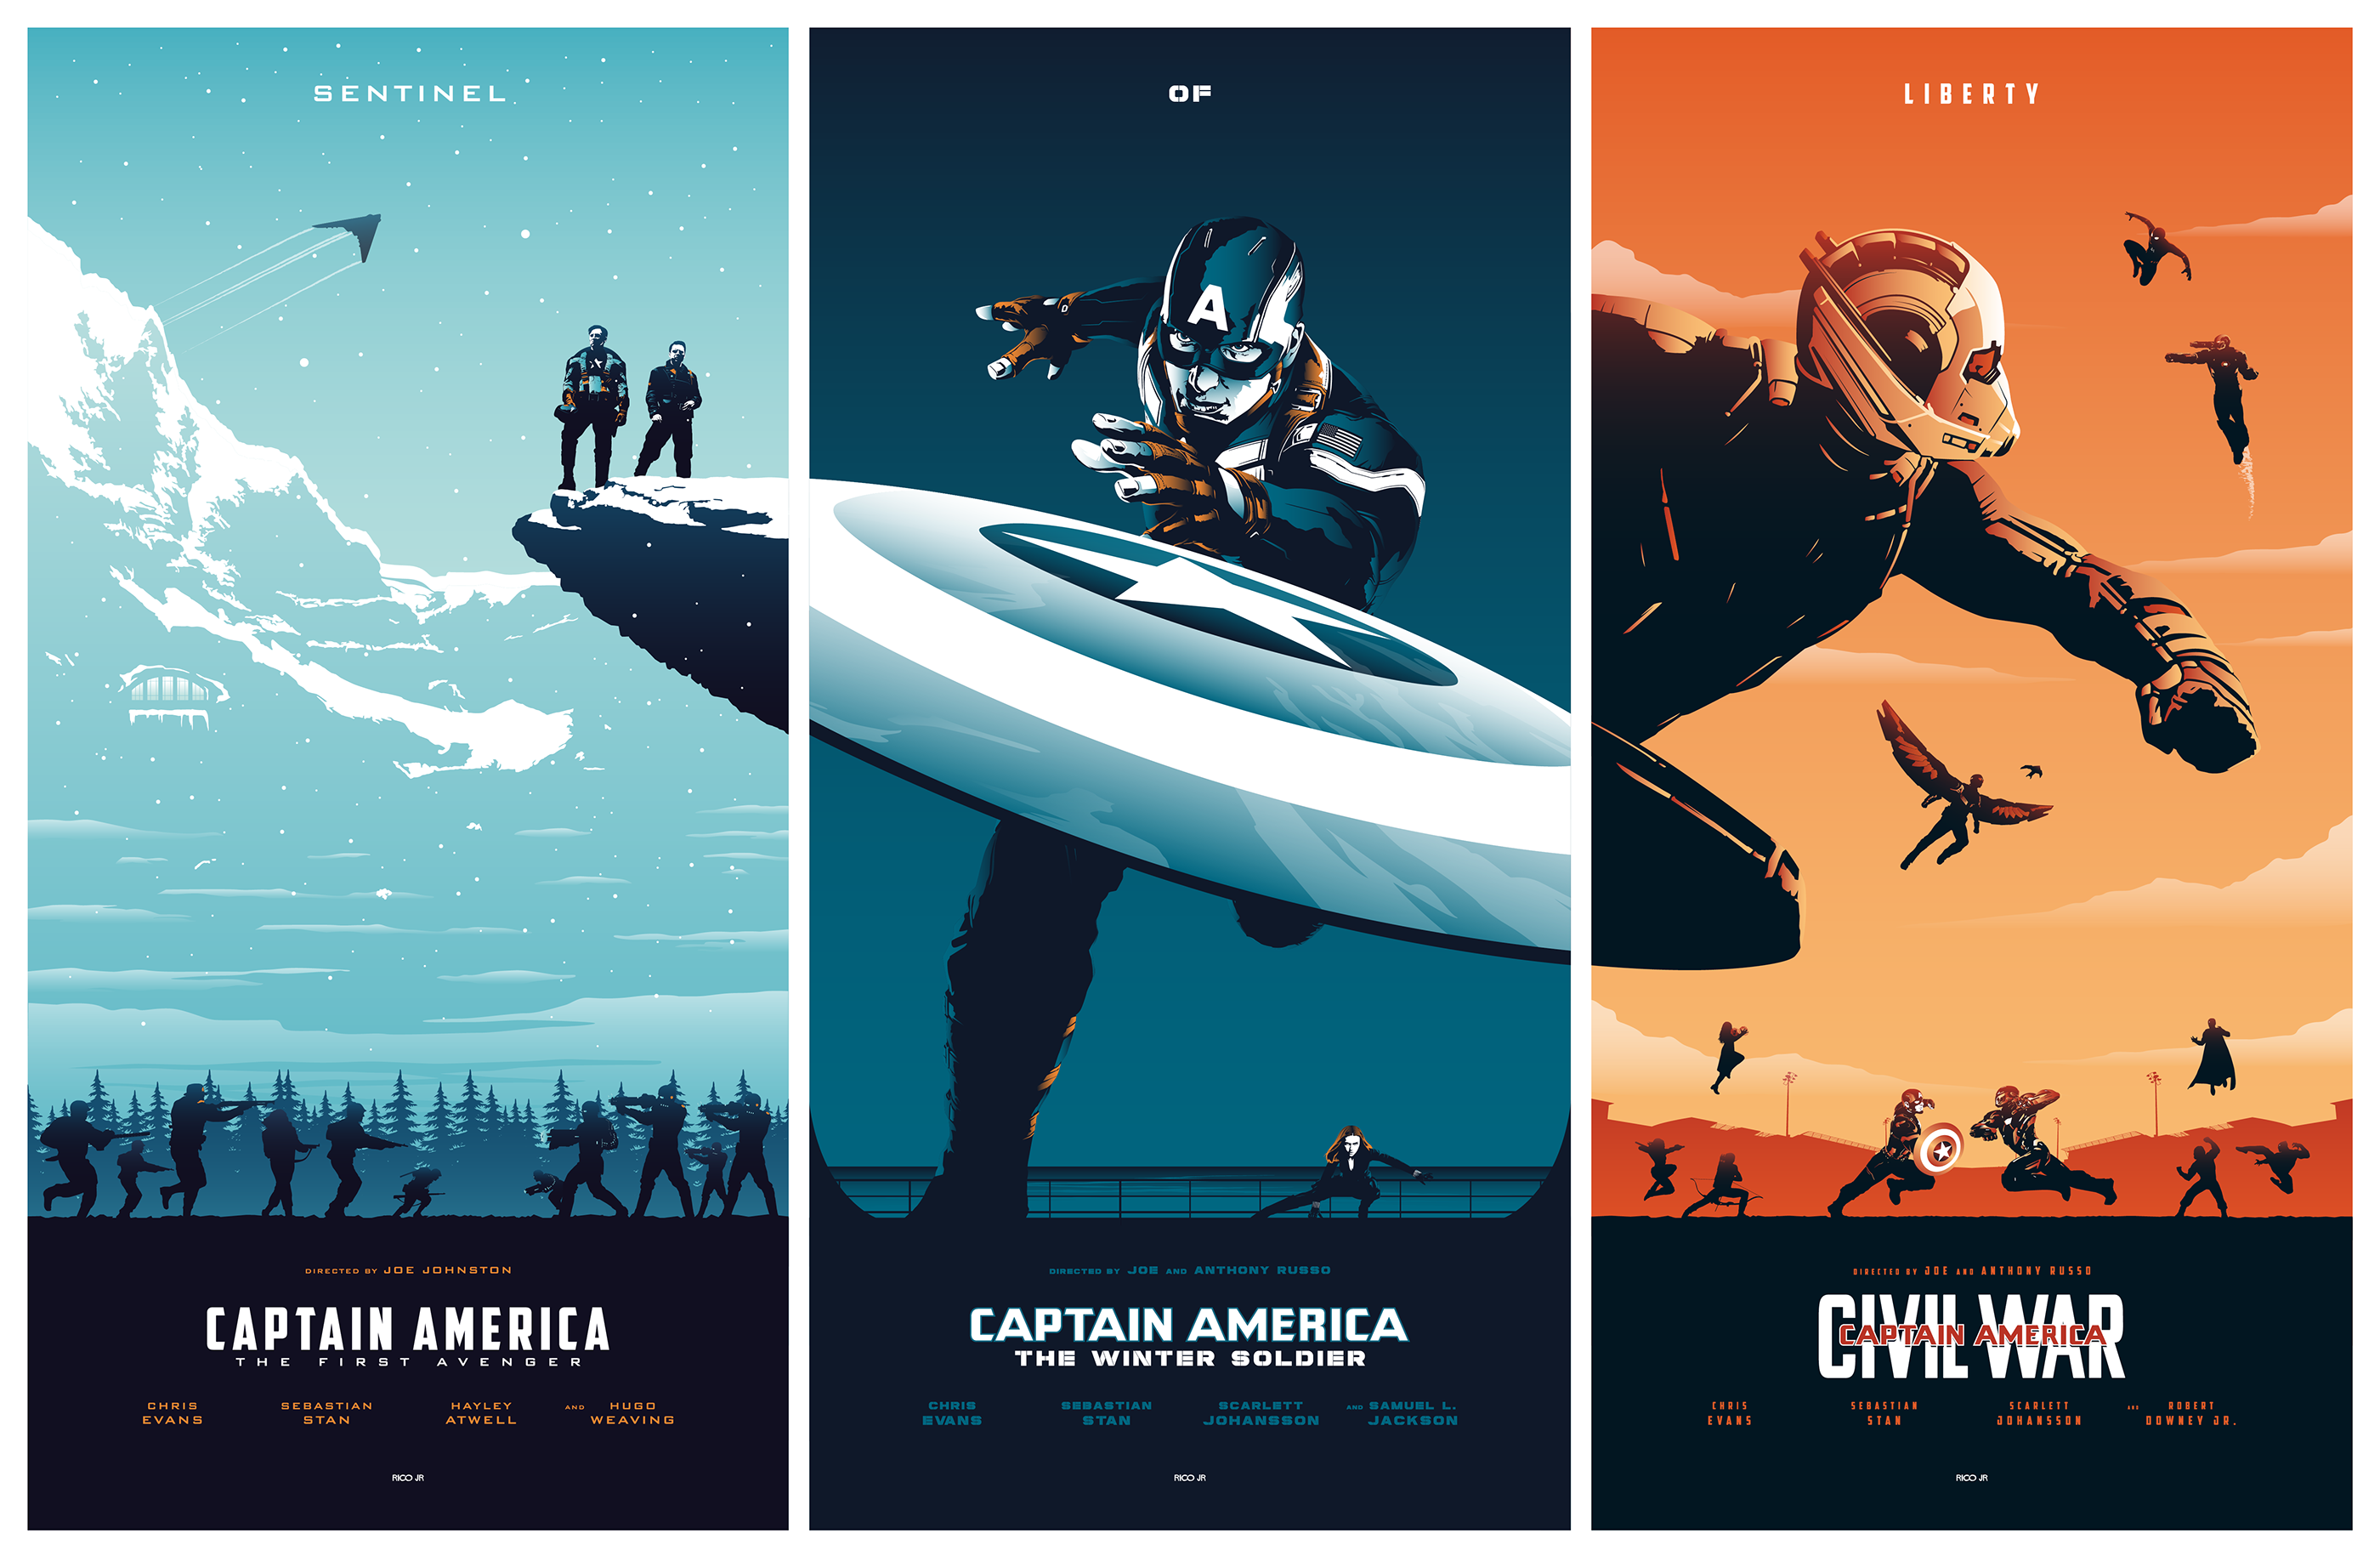 SENTINEL
DIRECTED BY JOE JOHNSTON
CAPTAIN AMERICA
THE FIRST AVENGER
CHRIS EVANS
SEBASTIAN STAN
HAYLEY ATWELL
AND HUGO WEAVING
RICO JR
OF
A
DIRECTED BY JOE AND ANTHONY RUSSO
CAPTAIN AMERICA
THE WINTER SOLDIER
CHRIS EVANS
SEBASTIAN STAN
SCARLETT JOHANSSON
AND SAMUEL L. JACKSON
RICO JR
LIBERTY
DIRECTED BY JOE AND ANTHONY RUSSO
CIVIL WAR
CAPTAIN AMERICA
CHRIS EVANS
SEBASTIAN STAN
SCARLETT JOHANSSON
AND ROBERT DOWNEY JR.
RICO JR